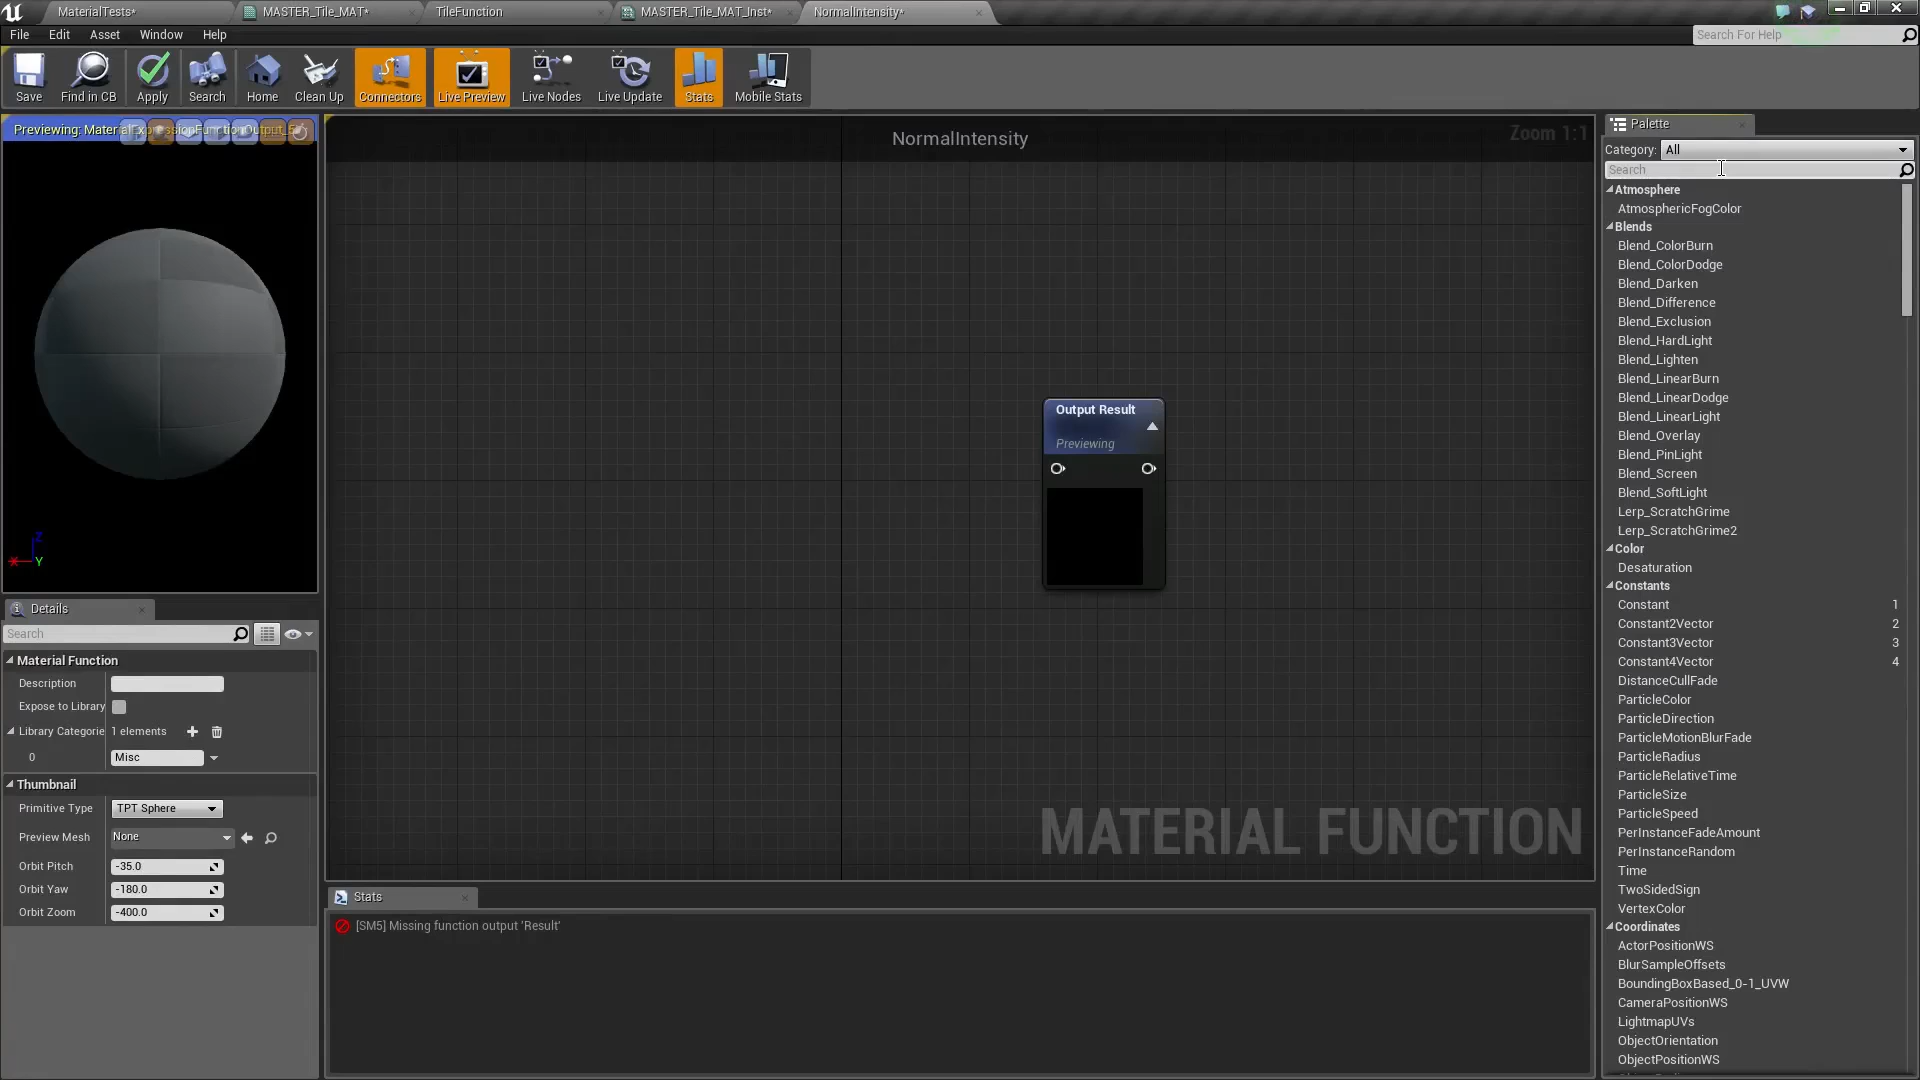 MaterialTests*
MASTER_Tile_MAT*
TileFunction
MASTER_Tile_MAT_Inst*
NormalIntensity*
File Edit Asset Window Help
Search For Help
Save
Find in CB
Apply
Search
Home
Clean Up
Connectors
Live Preview
Live Nodes
Live Update
Stats
Mobile Stats
Previewing: MaterialExpressionFunctionOutput_
NormalIntensity
Zoom 1:1
Z
X
Y
Output Result
Previewing
MATERIAL FUNCTION
Details
Search
Material Function
Description
Expose to Library
Library Categorie 1 elements
0 Misc
Thumbnail
Primitive Type TPT Sphere
Preview Mesh None
Orbit Pitch -35.0
Orbit Yaw -180.0
Orbit Zoom -400.0
Stats
[SM5] Missing function output 'Result'
Palette
Category: All
Search
Atmosphere
AtmosphericFogColor
Blends
Blend_ColorBurn
Blend_ColorDodge
Blend_Darken
Blend_Difference
Blend_Exclusion
Blend_HardLight
Blend_Lighten
Blend_LinearBurn
Blend_LinearDodge
Blend_LinearLight
Blend_Overlay
Blend_PinLight
Blend_Screen
Blend_SoftLight
Lerp_ScratchGrime
Lerp_ScratchGrime2
Color
Desaturation
Constants
Constant 1
Constant2Vector 2
Constant3Vector 3
Constant4Vector 4
DistanceCullFade
ParticleColor
ParticleDirection
ParticleMotionBlurFade
ParticleRadius
ParticleRelativeTime
ParticleSize
ParticleSpeed
PerInstanceFadeAmount
PerInstanceRandom
Time
TwoSidedSign
VertexColor
Coordinates
ActorPositionWS
BlurSampleOffsets
BoundingBoxBased_0-1_UVW
CameraPositionWS
LightmapUVs
ObjectOrientation
ObjectPositionWS